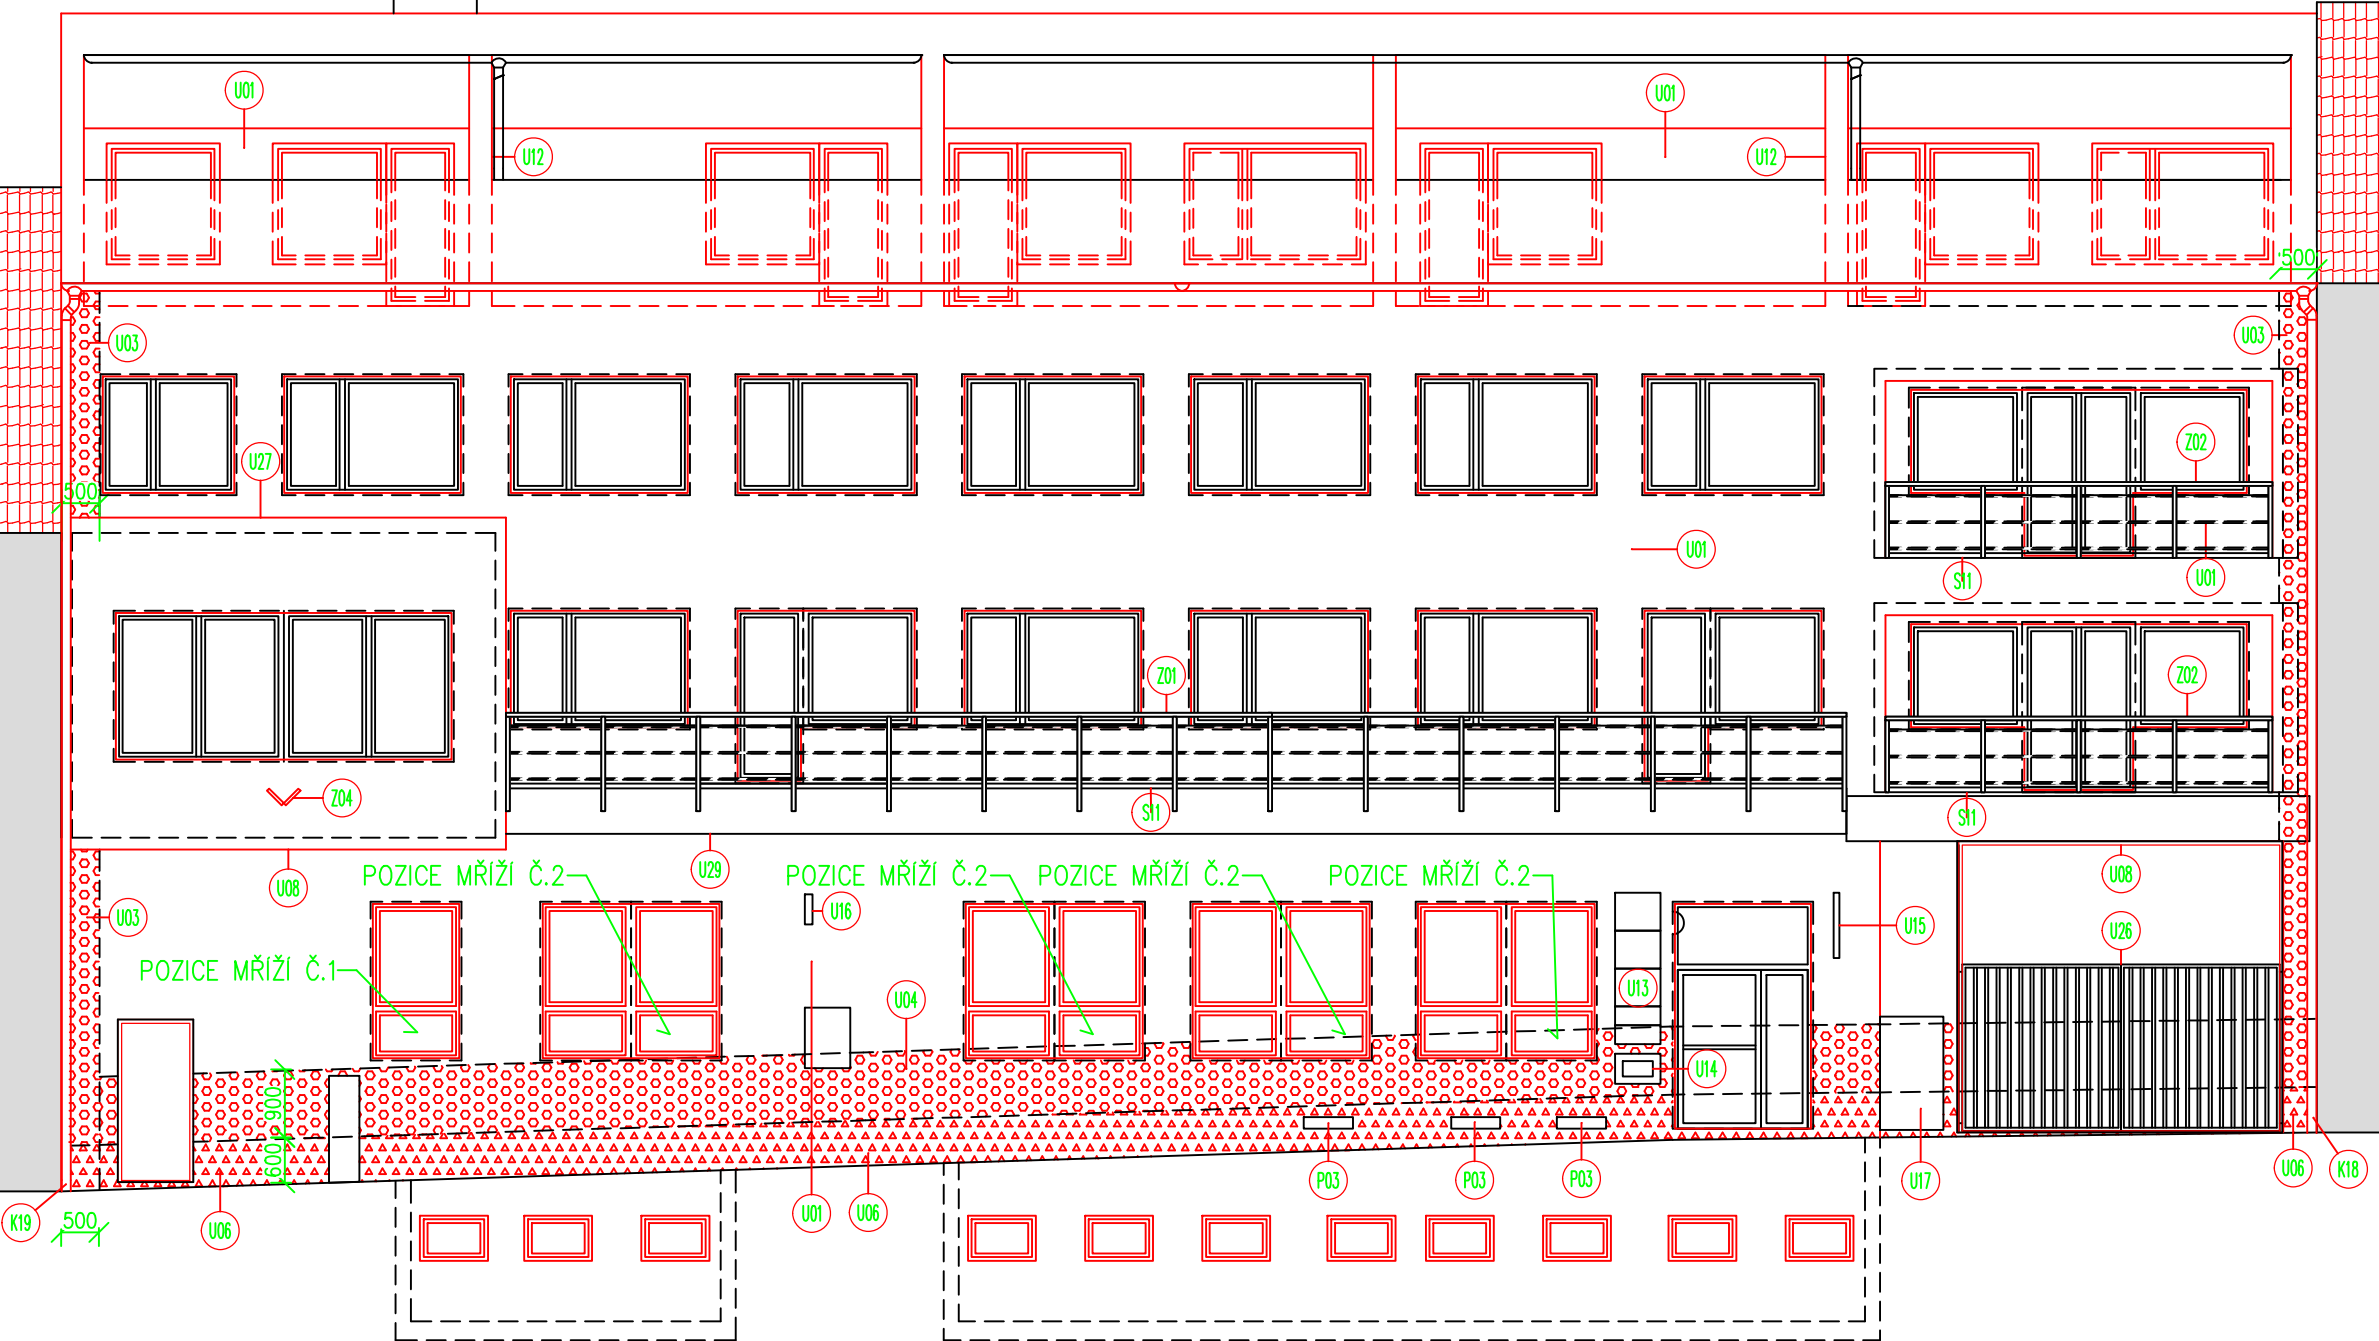 U01
U01
U12
U12
500
U03
U03
Z02
U27
500
U01
S11
U01
Z01
Z02
Z04
S11
S11
POZICE MŘÍŽÍ Č.2
U29
POZICE MŘÍŽÍ Č.2
POZICE MŘÍŽÍ Č.2
POZICE MŘÍŽÍ Č.2
U08
U08
U03
U16
U15
U26
POZICE MŘÍŽÍ Č.1
U04
U13
U14
900
600
P03
P03
P03
U17
U06
K18
K19
500
U06
U01
U06